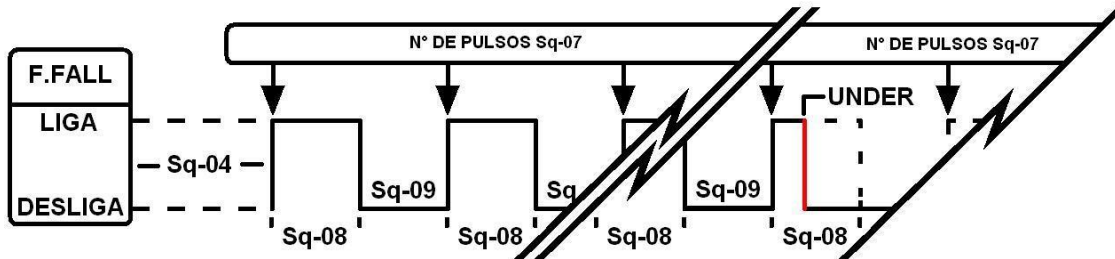 N° DE PULSOS Sq-07
N° DE PULSOS Sq-07
F.FALL
UNDER
LIGA
Sq-04
Sq-09
Sq
Sq-09
DESLIGA
Sq-08
Sq-08
Sq-08
Sq-08